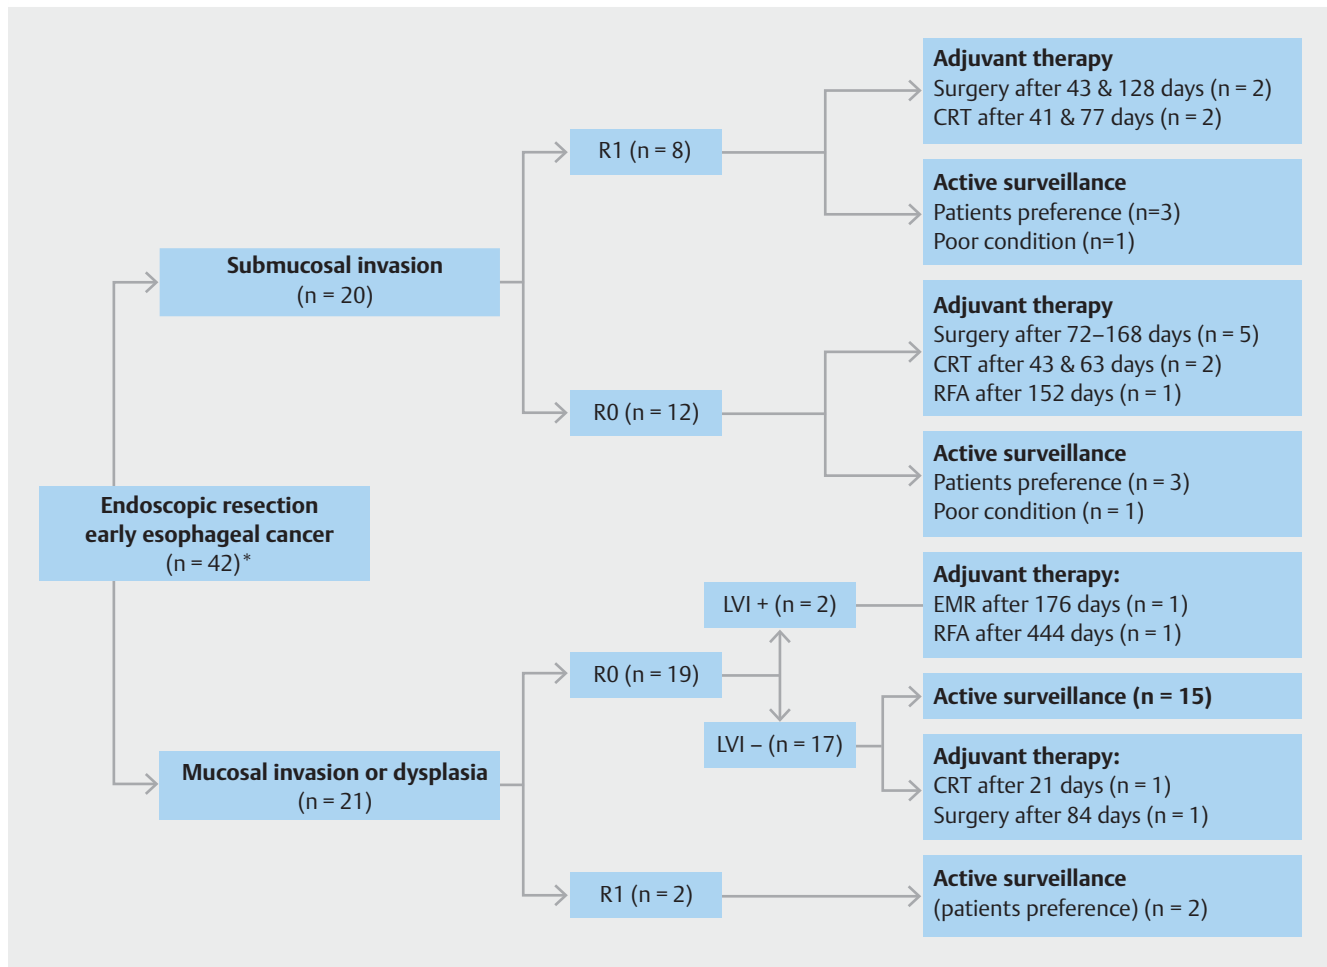 Endoscopic resection
early esophageal cancer
(n = 42)*
Submucosal invasion
(n = 20)
R1 (n = 8)
Adjuvant therapy
Surgery after 43 & 128 days (n = 2)
CRT after 41 & 77 days (n = 2)
Active surveillance
Patients preference (n=3)
Poor condition (n=1)
R0 (n = 12)
Adjuvant therapy
Surgery after 72–168 days (n = 5)
CRT after 43 & 63 days (n = 2)
RFA after 152 days (n = 1)
Active surveillance
Patients preference (n = 3)
Poor condition (n = 1)
Mucosal invasion or dysplasia
(n = 21)
R0 (n = 19)
LVI + (n = 2)
Adjuvant therapy:
EMR after 176 days (n = 1)
RFA after 444 days (n = 1)
LVI – (n = 17)
Active surveillance (n = 15)
Adjuvant therapy:
CRT after 21 days (n = 1)
Surgery after 84 days (n = 1)
R1 (n = 2)
Active surveillance
(patients preference) (n = 2)